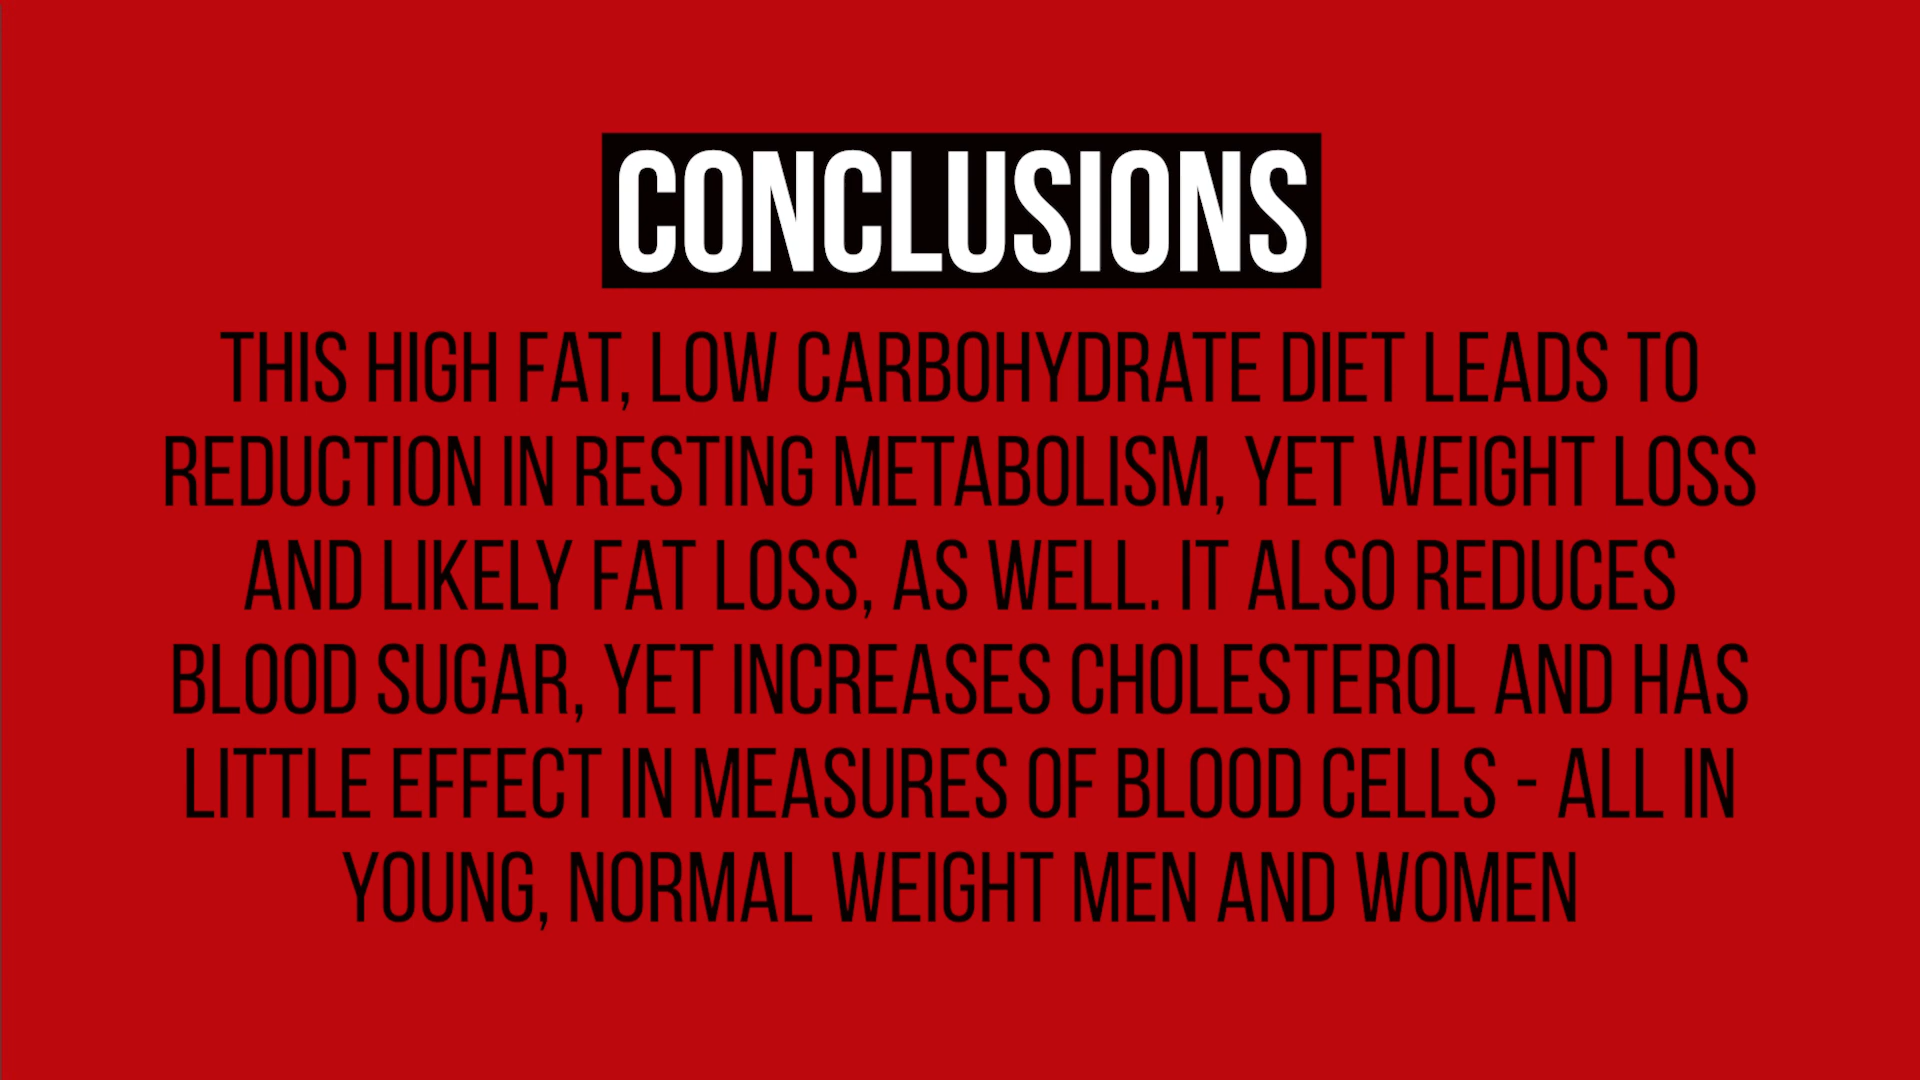 CONCLUSIONS
THIS HIGH FAT, LOW CARBOHYDRATE DIET LEADS TO
REDUCTION IN RESTING METABOLISM, YET WEIGHT LOSS
AND LIKELY FAT LOSS, AS WELL. IT ALSO REDUCES
BLOOD SUGAR, YET INCREASES CHOLESTEROL AND HAS
LITTLE EFFECT IN MEASURES OF BLOOD CELLS - ALL IN
YOUNG, NORMAL WEIGHT MEN AND WOMEN